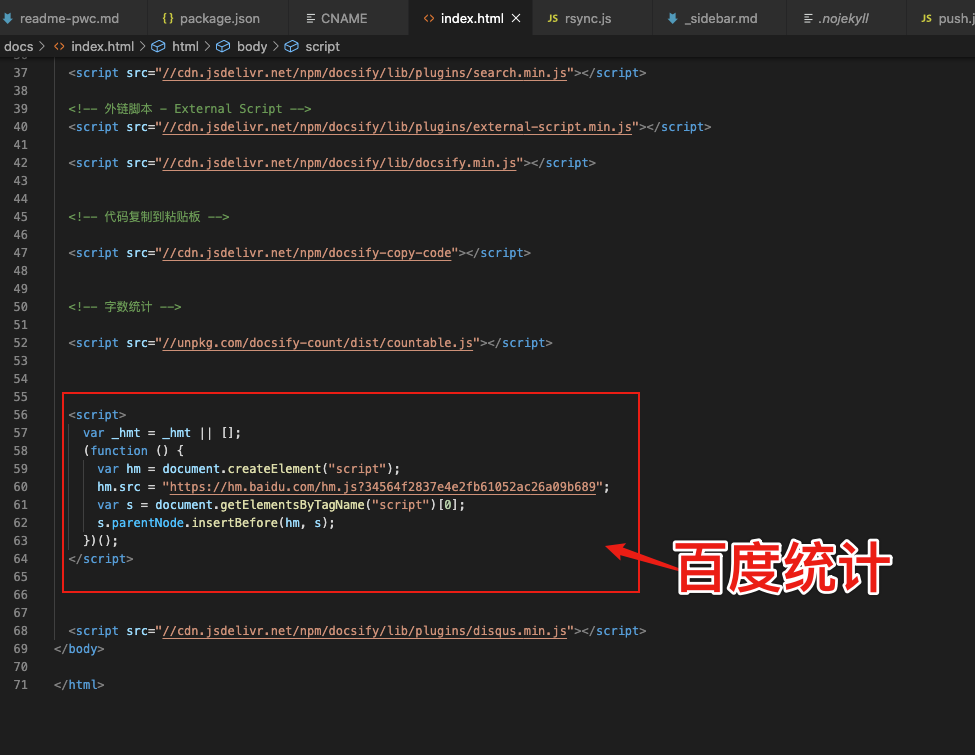 readme-pwc.md {} package.json CNAME <> index.html × JS rsync.js _sidebar.md .nojekyll JS push.j
docs > <> index.html > html > body > script
37 <script src="//cdn.jsdelivr.net/npm/docsify/lib/plugins/search.min.js"></script>
38
39 <!-- 外链脚本 - External Script -->
40 <script src="//cdn.jsdelivr.net/npm/docsify/lib/plugins/external-script.min.js"></script>
41
42 <script src="//cdn.jsdelivr.net/npm/docsify/lib/docsify.min.js"></script>
43
44
45 <!-- 代码复制到粘贴板 -->
46
47 <script src="//cdn.jsdelivr.net/npm/docsify-copy-code"></script>
48
49
50 <!-- 字数统计 -->
51
52 <script src="//unpkg.com/docsify-count/dist/countable.js"></script>
53
54
55
56 <script>
57 var _hmt = _hmt || [];
58 (function () {
59 var hm = document.createElement("script");
60 hm.src = "https://hm.baidu.com/hm.js?34564f2837e4e2fb61052ac26a09b689";
61 var s = document.getElementsByTagName("script")[0];
62 s.parentNode.insertBefore(hm, s);
63 })();
64 </script>
百度统计
65
66
67
68 <script src="//cdn.jsdelivr.net/npm/docsify/lib/plugins/disqus.min.js"></script>
69 </body>
70
71 </html>